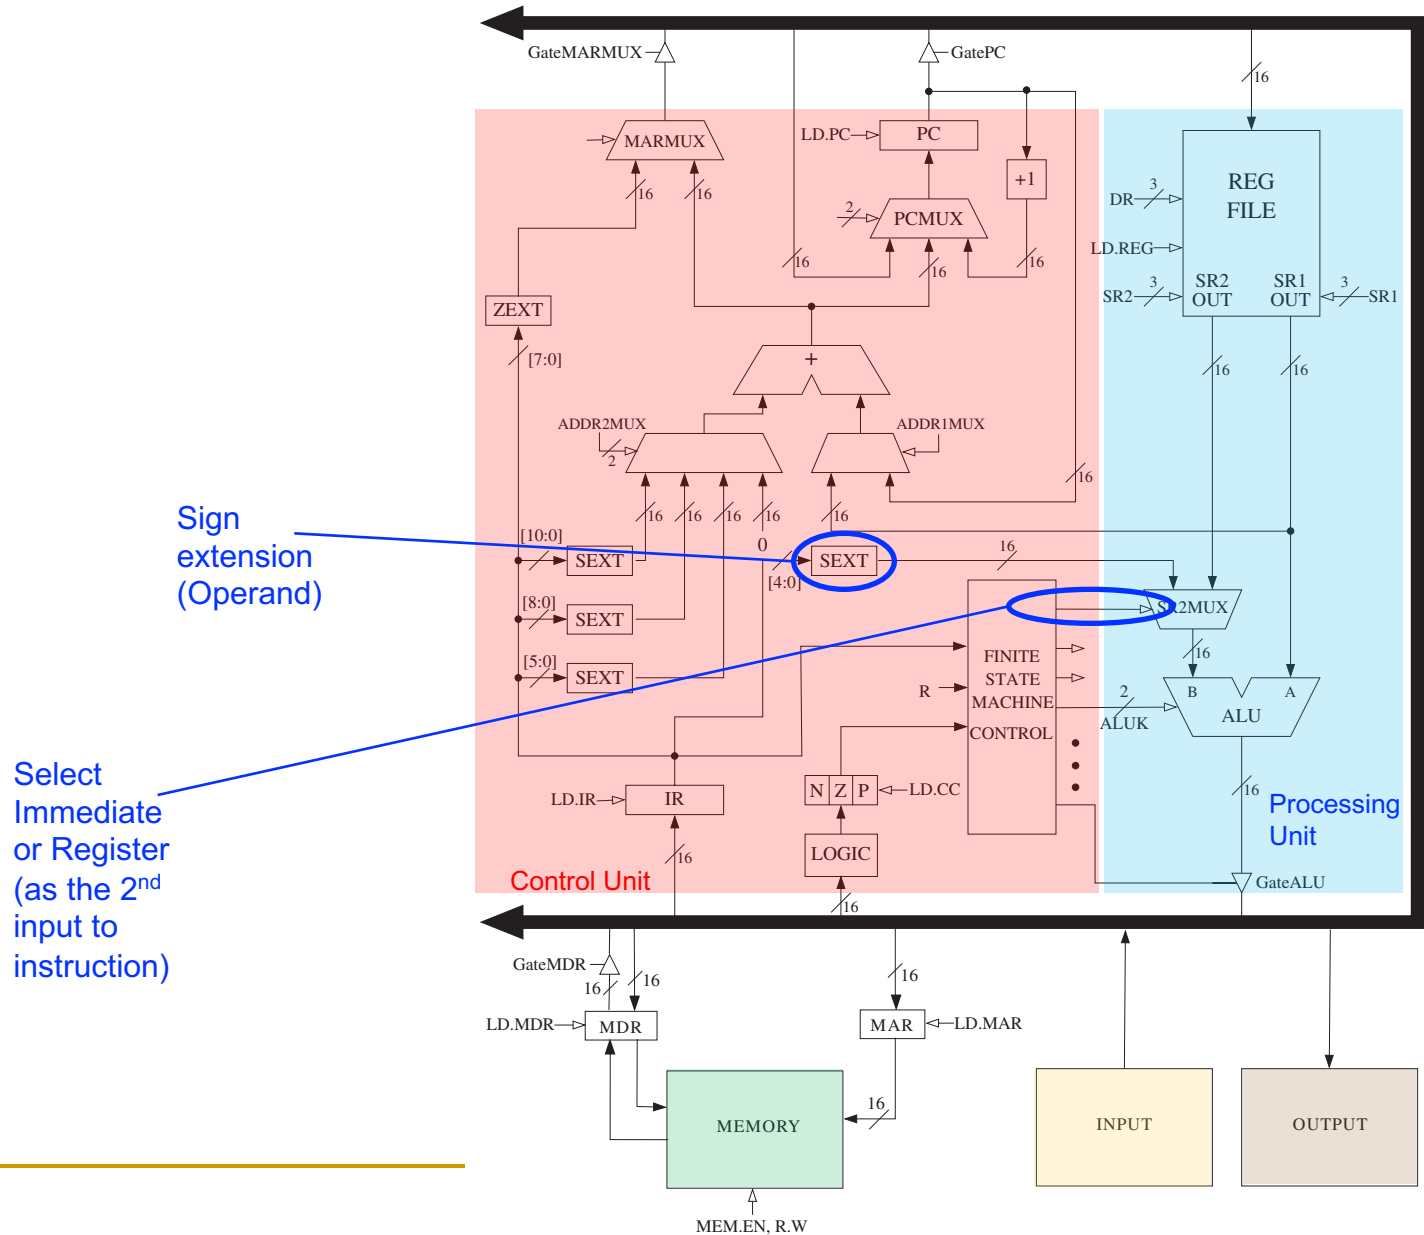 GateMARMUX
GatePC
16
MARMUX
LD.PC
PC
+1
REG
FILE
DR
3
16
16
2
PCMUX
LD.REG
16
16
16
ZEXT
SR2
3
SR2
OUT
SR1
OUT
3
SR1
[7:0]
+
16
16
ADDR2MUX
2
ADDR1MUX
16
Sign
extension
(Operand)
16
16
16
16
16
[10:0]
SEXT
0
[4:0]
SEXT
16
[8:0]
SEXT
SR2MUX
[5:0]
SEXT
16
FINITE
STATE
MACHINE
CONTROL
R
B
A
ALU
2
ALUK
Select
Immediate
or Register
(as the 2nd
input to
instruction)
LD.IR
IR
N Z P
LD.CC
16
Processing
Unit
16
LOGIC
Control Unit
GateALU
16
GateMDR
16
16
16
LD.MDR
MDR
MAR
LD.MAR
16
MEMORY
INPUT
OUTPUT
MEM.EN, R.W